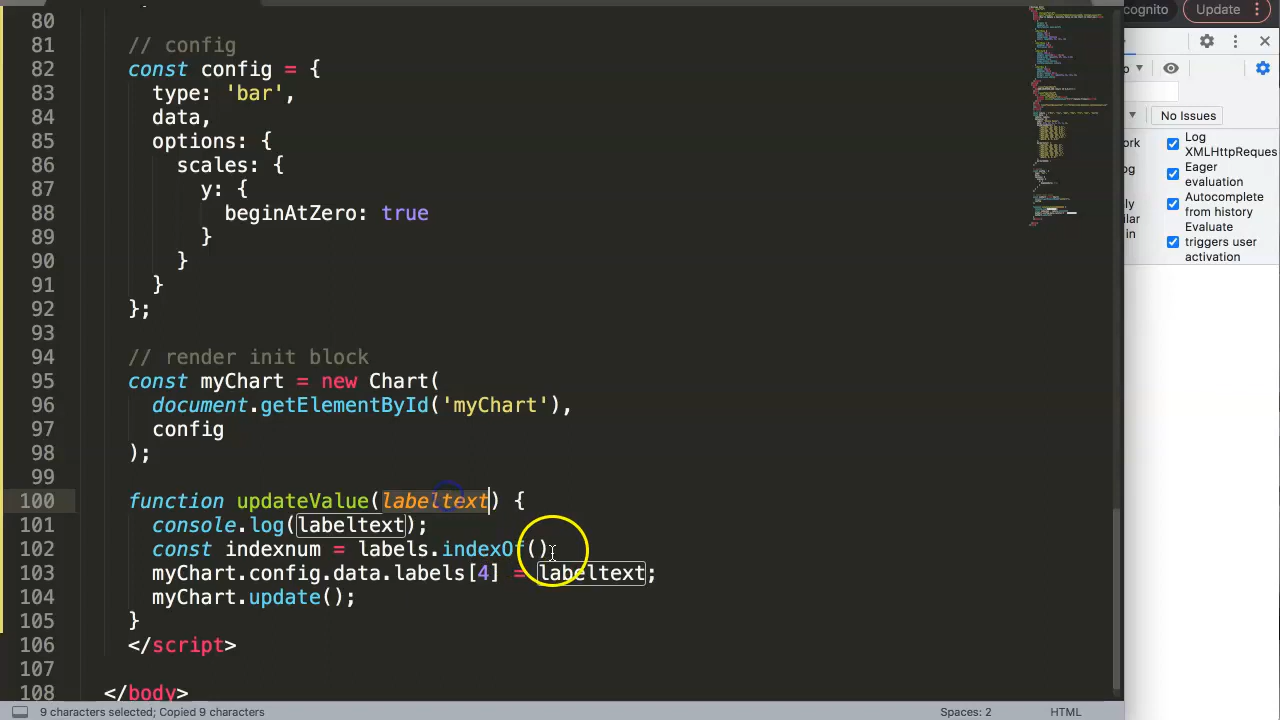 80
81 // config
82 const config = {
83 type: 'bar',
84 data,
85 options: {
86 scales: {
87 y: {
88 beginAtZero: true
89 }
90 }
91 }
92 };
93
94 // render init block
95 const myChart = new Chart(
96 document.getElementById('myChart'),
97 config
98 );
99
100 function updateValue(labeltext) {
101 console.log(labeltext);
102 const indexnum = labels.indexOf();
103 myChart.config.data.labels[4] = labeltext;
104 myChart.update();
105 }
106 </script>
107
108 </body>
9 characters selected; Copied 9 characters
Spaces: 2
HTML
cognito
Update
No Issues
Log
XMLHttpReques
Eager
evaluation
Autocomplete
from history
Evaluate
triggers user
activation